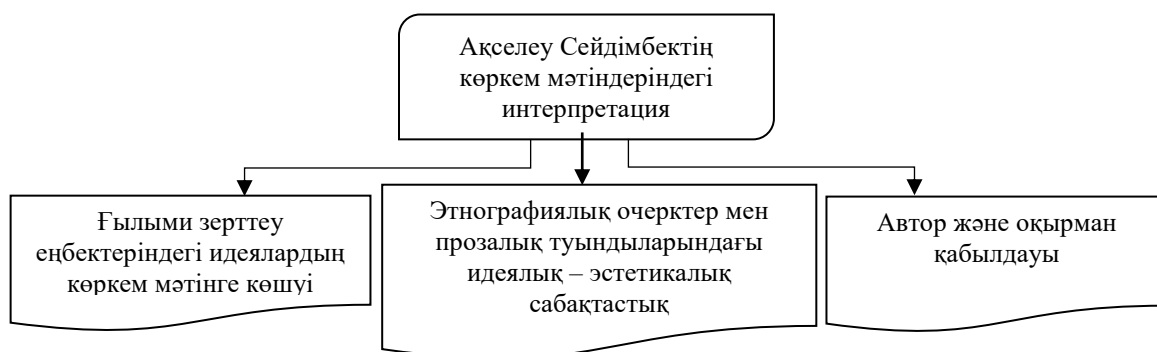 Ақселеу Сейдімбектің
көркем мәтіндеріндегі
интерпретация
Ғылыми зерттеу
еңбектеріндегі идеялардың
көркем мәтінге көшуі
Этнографиялық очерктер мен
прозалық туындыларындағы
идеялық – эстетикалық
сабақтастық
Автор және оқырман
қабылдауы